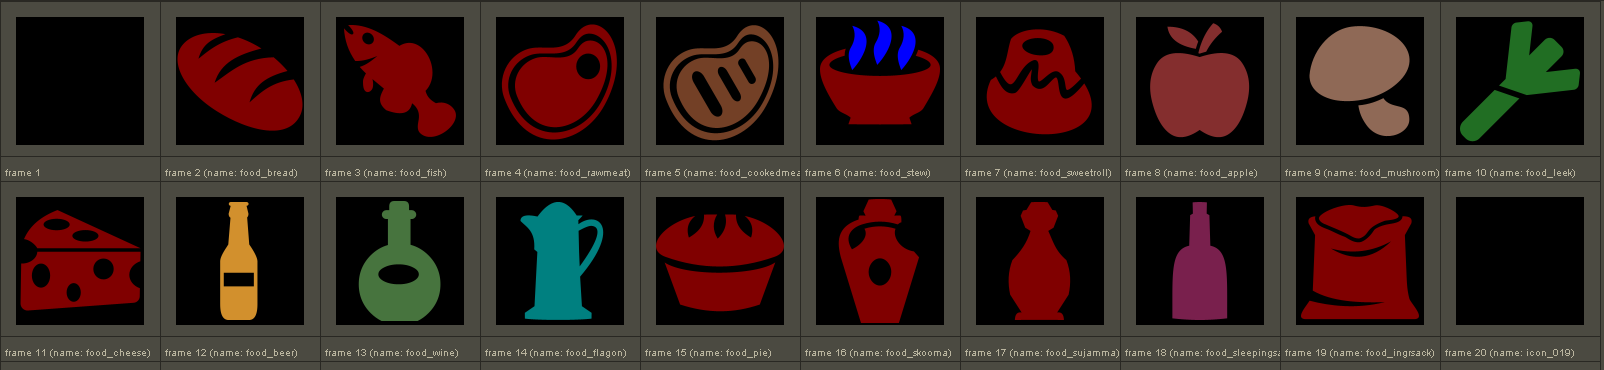 frame 1
frame 2 (name: food_bread)
frame 3 (name: food_fish)
frame 4 (name: food_rawmeat)
frame 5 (name: food_cookedmea
frame 6 (name: food_stew)
frame 7 (name: food_sweetroll)
frame 8 (name: food_apple)
frame 9 (name: food_mushroom)
frame 10 (name: food_leek)
frame 11 (name: food_cheese)
frame 12 (name: food_beer)
frame 13 (name: food_wine)
frame 14 (name: food_flagon)
frame 15 (name: food_pie)
frame 16 (name: food_skooma)
frame 17 (name: food_sujamma)
frame 18 (name: food_sleepingsa
frame 19 (name: food_ingrsack)
frame 20 (name: icon_019)